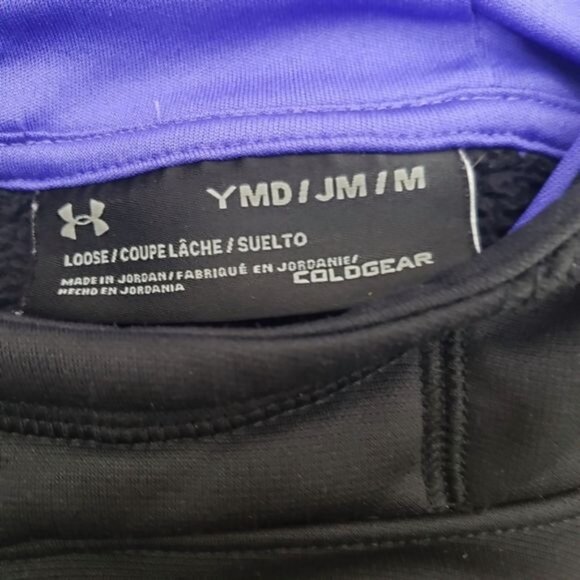 YMD/JM/M
LOOSE/COUPE LÂCHE/SUELTO
MADE IN JORDAN/FABRIQUÉ EN JORDANIE/
HECHO EN JORDANIA
COLDGEAR